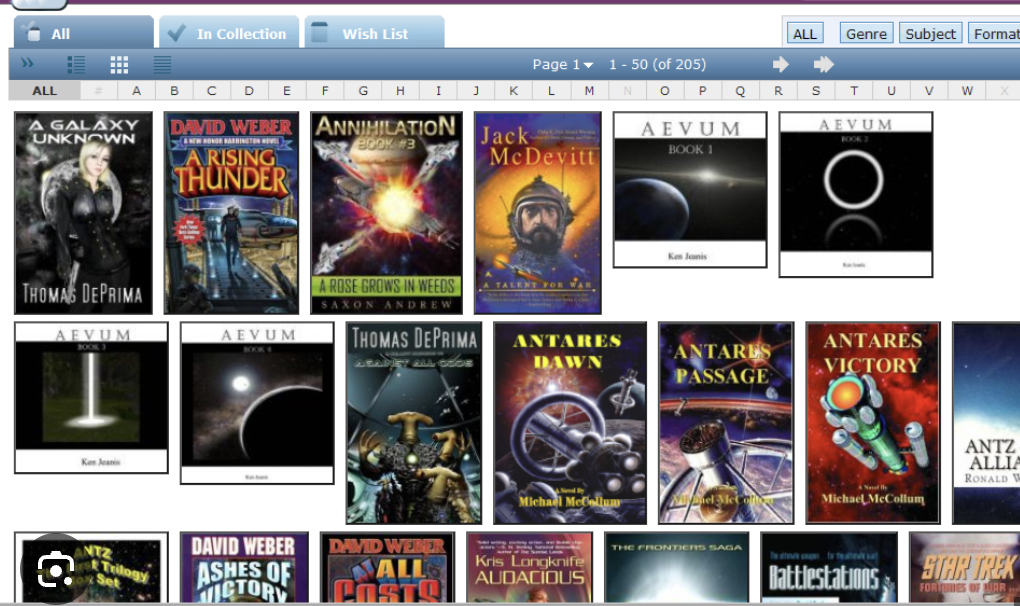 All
In Collection
Wish List
ALL
Genre
Subject
Format
Page 1
1 - 50 (of 205)
ALL # A B C D E F G H I J K L M N O P Q R S T U V W X
A GALAXY
UNKNOWN
THOMAS DEPRIMA
DAVID WEBER
A NEW HONOR HARRINGTON NOVEL
A RISING
THUNDER
ANNIHILATION
BOOK #3
A ROSE GROWS IN WEEDS
SAXON ANDREW
Jack
McDevitt
A TALENT FOR WAR
AEVUM
BOOK 1
Ken Jeanis
AEVUM
BOOK 2
Ken Jeanis
AEVUM
BOOK 3
Ken Jeanis
AEVUM
BOOK 4
Ken Jeanis
THOMAS DEPRIMA
AGAINST ALL ODDS
ANTARES
DAWN
A Novel By
Michael McCollum
ANTARES
PASSAGE
A Novel By
Michael McCollum
ANTARES
VICTORY
A Novel By
Michael McCollum
ANTZ
ALLIA
RONALD W
ANTZ
Trilogy
Set
DAVID WEBER
ASHES OF
VICTORY
DAVID WEBER
AT ALL
COSTS
Kris Longknife
AUDACIOUS
THE FRONTIERS SAGA
Battlestations
STAR TREK
FORTUNES OF WAR